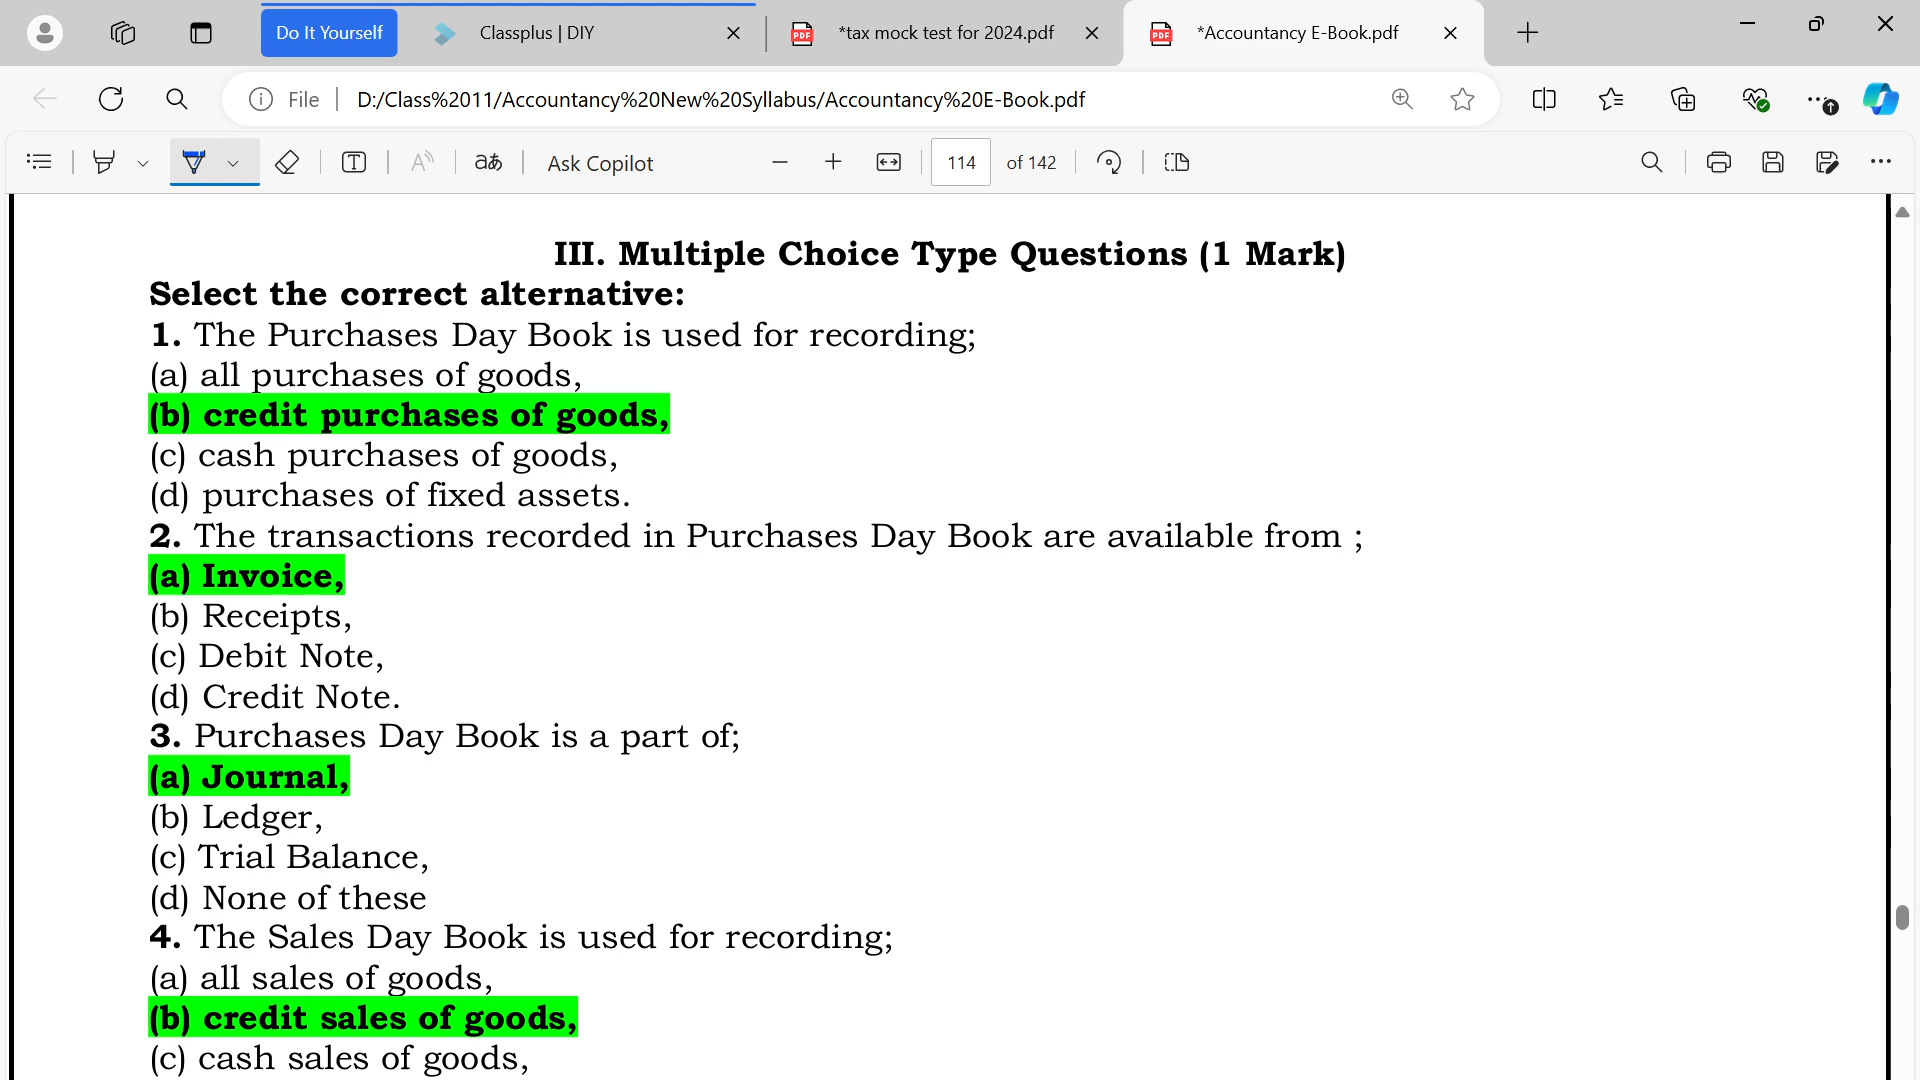 Do It Yourself
Classplus | DIY
*tax mock test for 2024.pdf
*Accountancy E-Book.pdf
File
D:/Class%2011/Accountancy%20New%20Syllabus/Accountancy%20E-Book.pdf
aあ
Ask Copilot
114 of 142
III. Multiple Choice Type Questions (1 Mark)
Select the correct alternative:
1. The Purchases Day Book is used for recording;
(a) all purchases of goods,
(b) credit purchases of goods,
(c) cash purchases of goods,
(d) purchases of fixed assets.
2. The transactions recorded in Purchases Day Book are available from ;
(a) Invoice,
(b) Receipts,
(c) Debit Note,
(d) Credit Note.
3. Purchases Day Book is a part of;
(a) Journal,
(b) Ledger,
(c) Trial Balance,
(d) None of these
4. The Sales Day Book is used for recording;
(a) all sales of goods,
(b) credit sales of goods,
(c) cash sales of goods,